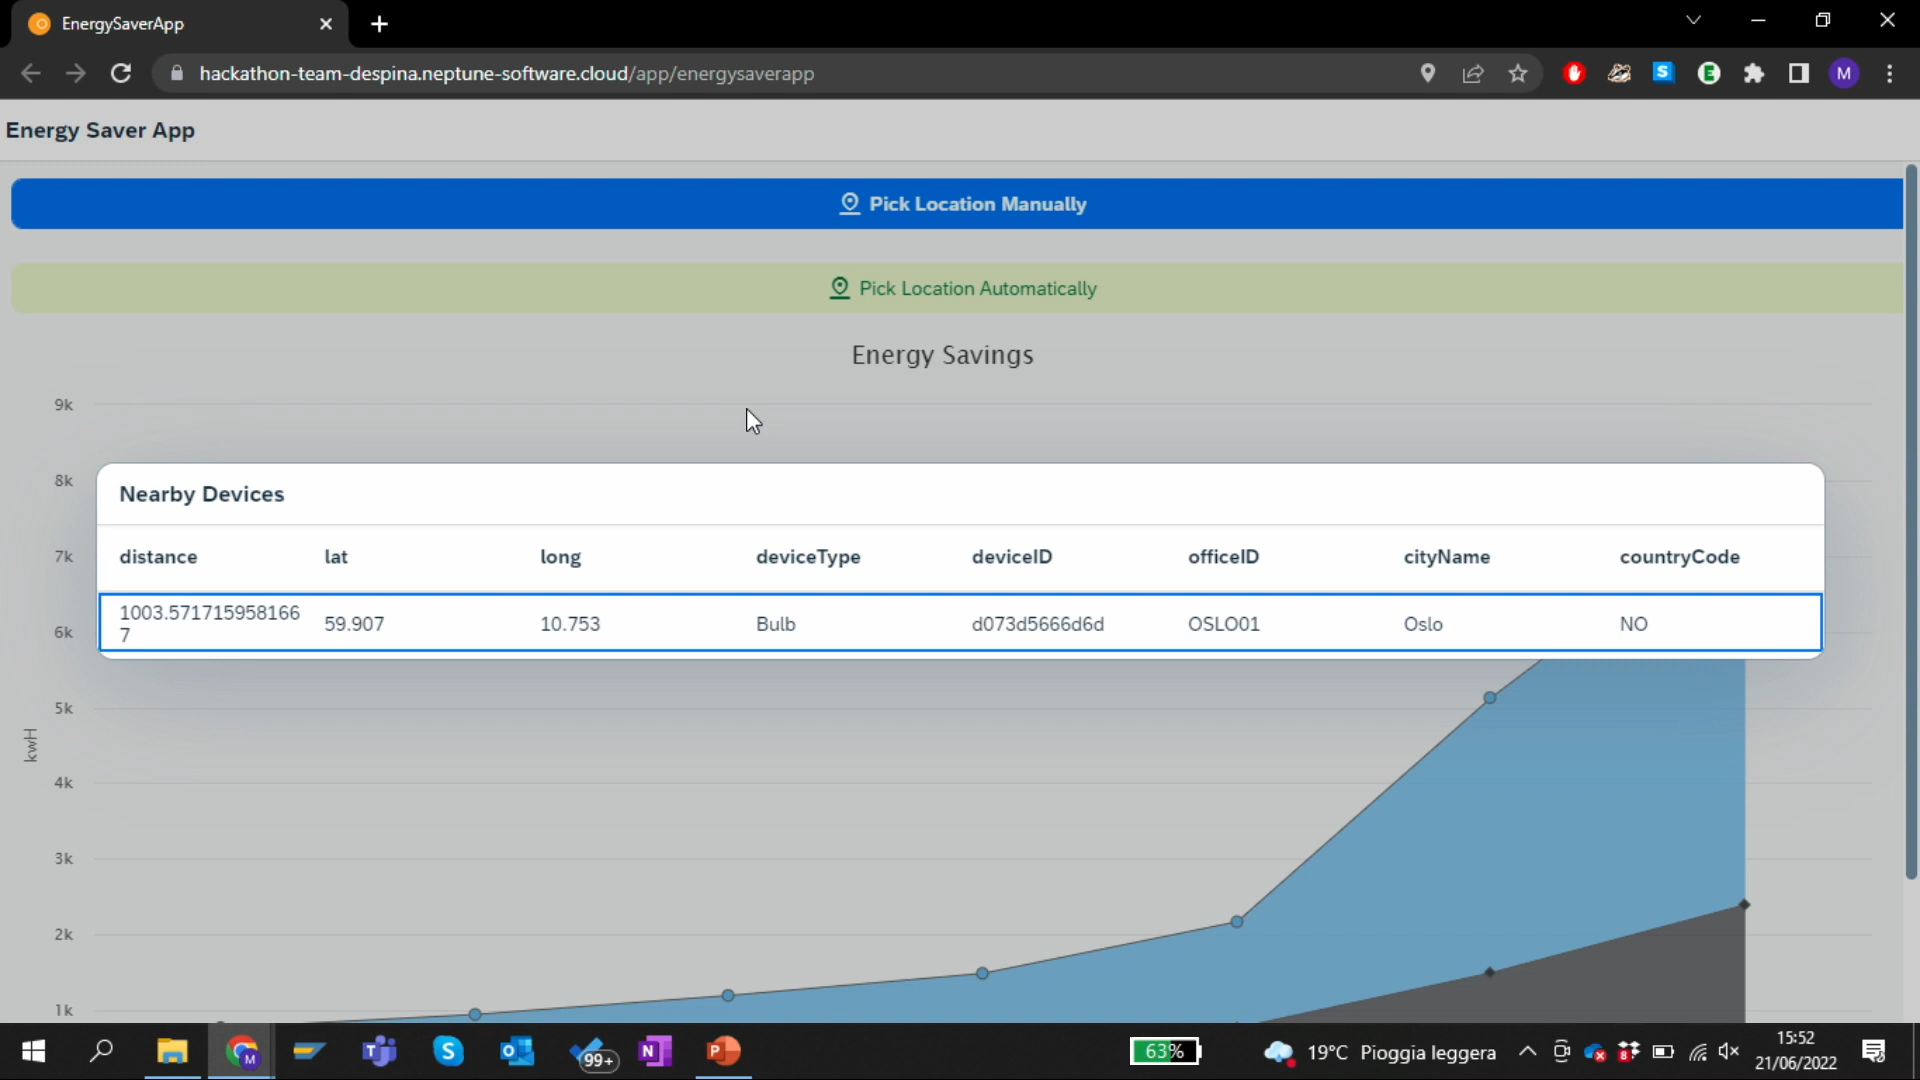 EnergySaverApp
hackathon-team-despina.neptune-software.cloud/app/energysaverapp
S
E
M
Energy Saver App
Pick Location Manually
Pick Location Automatically
Energy Savings
9k
8k
7k
6k
5k
4k
3k
2k
1k
kwH
Nearby Devices
distance lat long deviceType deviceID officeID cityName countryCode
1003.571715958166
7
59.907 10.753 Bulb d073d5666d6d OSLO01 Oslo NO
M
T
S
O
99+
N
P
63%
19°C Pioggia leggera
8
15:52
21/06/2022